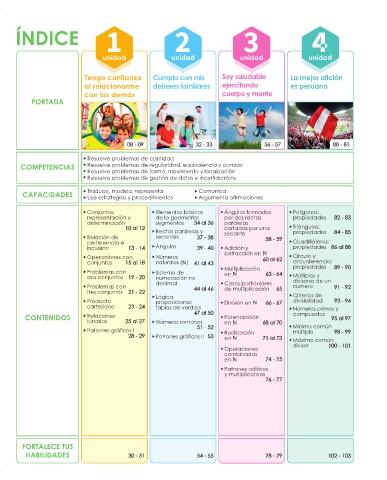 ÍNDICE
1
unidad
2
unidad
3
unidad
4
unidad
PORTADA
Tengo confianza
al relacionarme
con los demás
08 - 09
Cumplo con mis
deberes familiares
32 - 33
Soy saludable
ejercitando
cuerpo y mente
56 - 57
La mejor afición
es peruana
80 - 81
COMPETENCIAS
Resuelve problemas de cantidad
Resuelve problemas de regularidad, equivalencia y cambio
Resuelve problemas de forma, movimiento y localización
Resuelve problemas de gestión de datos e incertidumbre
CAPACIDADES
Traduce, modela, representa
Usa estrategias y procedimientos
Comunica
Argumenta afirmaciones
CONTENIDOS
Conjuntos:
representación y
determinación
10 al 12
Relación de
pertenencia e
inclusión 13 - 14
Operaciones con
conjuntos 15 al 18
Problemas con
dos conjuntos 19 - 20
Problemas con
tres conjuntos 21 - 22
Producto
cartesiano 23 - 24
Relaciones
binarias 25 al 27
Patrones gráficos I
28 - 29
Elementos básicos
de la geometría:
segmentos 34 al 36
Rectas paralelas y
secantes 37 - 38
Ángulos 39 - 40
Números
naturales (N) 41 al 43
Sistema de
numeración no
decimal
44 al 46
Lógica
proposicional:
tablas de verdad
47 al 50
Números romanos
51 - 52
Patrones gráficos II 53
Ángulos formados
por dos rectas
paralelas
cortadas por una
secante
58 - 59
Adición y
sustracción en N
60 al 62
Multiplicación
en N 63 - 64
Casos particulares
de multiplicación 65
División en N 66 - 67
Potenciación
en N 68 al 70
Radicación
en N 71 al 73
Operaciones
combinadas
en N 74 - 75
Patrones aditivos
y multiplicativos
76 - 77
Polígonos:
propiedades 82 - 83
Triángulos:
propiedades 84 - 85
Cuadriláteros:
propiedades 86 al 88
Círculo y
circunferencia:
propiedades 89 - 90
Múltiplos y
divisores de un
número 91 - 92
Criterios de
divisibilidad 93 - 94
Números primos y
compuestos
95 al 97
Mínimo común
múltiplo 98 - 99
Máximo común
divisor 100 - 101
FORTALECE TUS
HABILIDADES
30 - 31
54 - 55
78 - 79
102 - 103